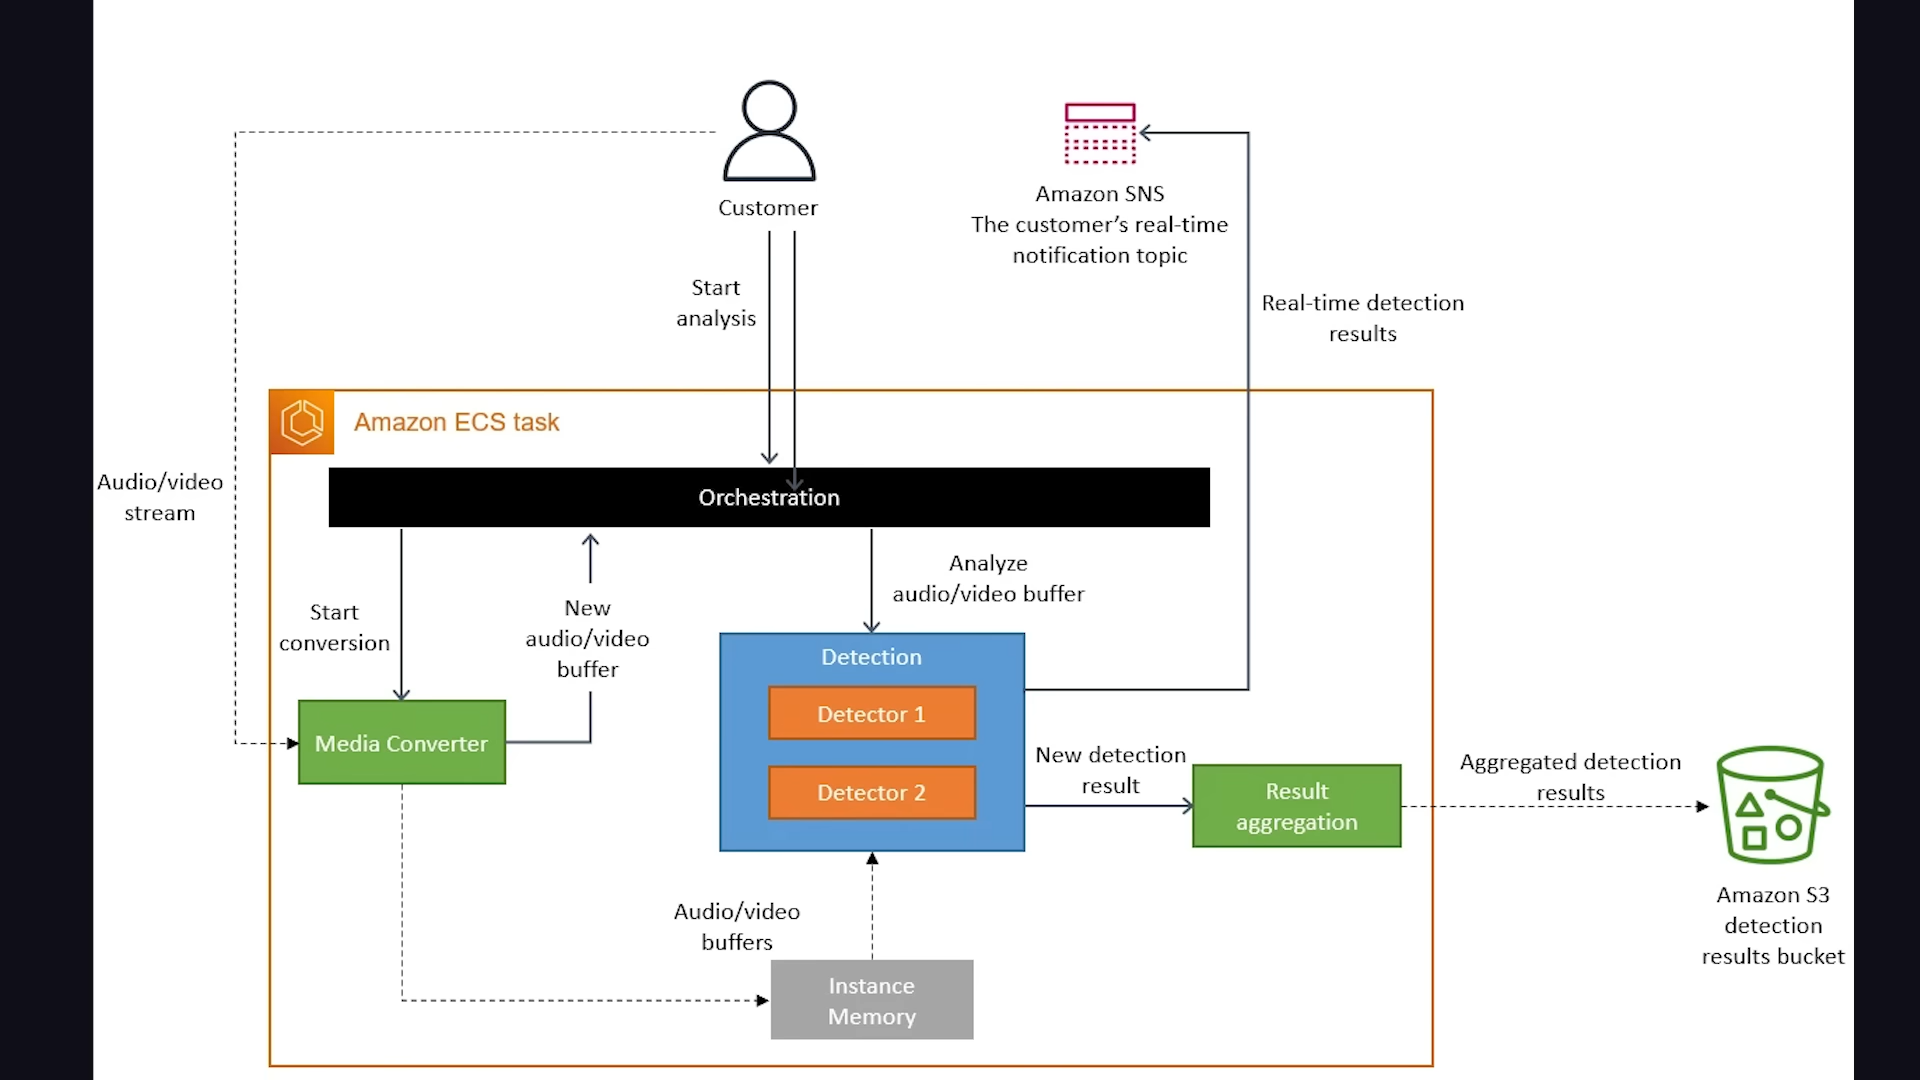 Customer
Amazon SNS
The customer’s real-time
notification topic
Start
analysis
Real-time detection
results
Amazon ECS task
Audio/video
stream
Orchestration
Analyze
audio/video buffer
Start
conversion
New
audio/video
buffer
Detection
Detector 1
Detector 2
Media Converter
New detection
result
Result
aggregation
Aggregated detection
results
Amazon S3
detection
results bucket
Audio/video
buffers
Instance
Memory